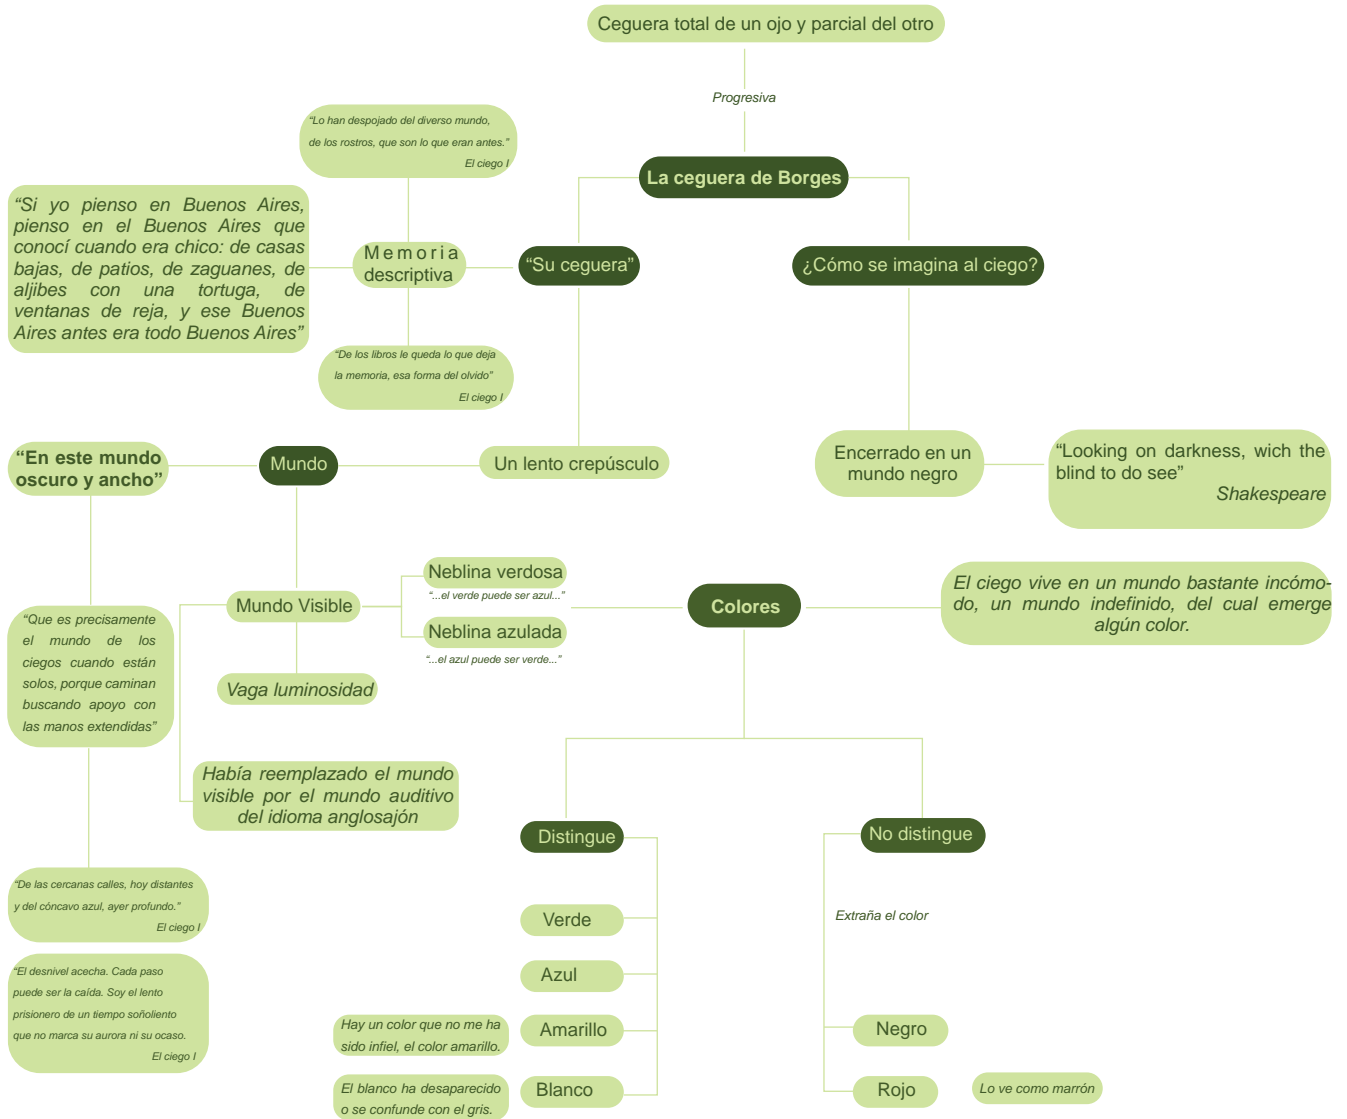 Ceguera total de un ojo y parcial del otro
Progresiva
“Lo han despojado del diverso mundo,
de los rostros, que son lo que eran antes.”
El ciego I
La ceguera de Borges
“Si yo pienso en Buenos Aires,
pienso en el Buenos Aires que
conocí cuando era chico: de casas
bajas, de patios, de zaguanes, de
aljibes con una tortuga, de
ventanas de reja, y ese Buenos
Aires antes era todo Buenos Aires”
Memoria
descriptiva
“Su ceguera”
¿Cómo se imagina al ciego?
“De los libros le queda lo que deja
la memoria, esa forma del olvido”
El ciego I
“En este mundo
oscuro y ancho”
Mundo
Un lento crepúsculo
Encerrado en un
mundo negro
“Looking on darkness, wich the
blind to do see”
Shakespeare
Neblina verdosa
“...el verde puede ser azul...”
Mundo Visible
Neblina azulada
“...el azul puede ser verde...”
Colores
El ciego vive en un mundo bastante incómo-
do, un mundo indefinido, del cual emerge
algún color.
“Que es precisamente
el mundo de los
ciegos cuando están
solos, porque caminan
buscando apoyo con
las manos extendidas”
Vaga luminosidad
Había reemplazado el mundo
visible por el mundo auditivo
del idioma anglosajón
Distingue
No distingue
“De las cercanas calles, hoy distantes
y del cóncavo azul, ayer profundo.”
El ciego I
Verde
Extraña el color
“El desnivel acecha. Cada paso
puede ser la caída. Soy el lento
prisionero de un tiempo soñoliento
que no marca su aurora ni su ocaso.
El ciego I
Azul
Hay un color que no me ha
sido infiel, el color amarillo.
Amarillo
Negro
El blanco ha desaparecido
o se confunde con el gris.
Blanco
Rojo
Lo ve como marrón